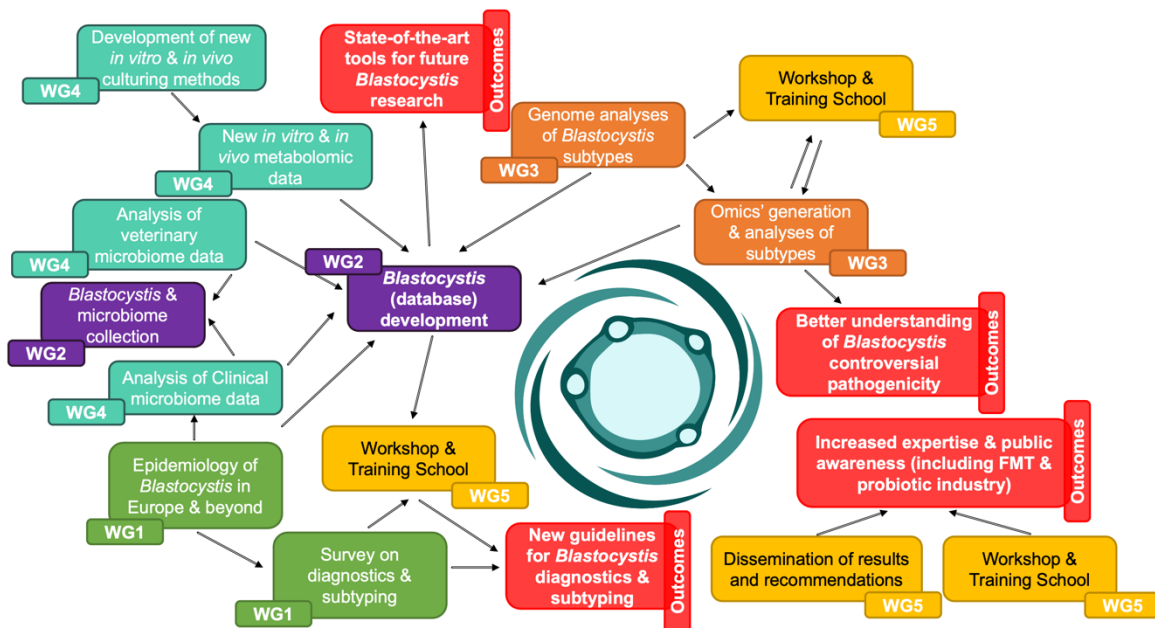 Development of new
in vitro & in vivo
culturing methods
WG4
State-of-the-art
tools for future
Blastocystis
research
Outcomes
Workshop &
Training School
WG5
Genome analyses
of Blastocystis
subtypes
WG3
New in vitro & in
vivo metabolomic
data
WG4
Analysis of
veterinary
microbiome data
WG4
Omics’ generation
& analyses of
subtypes
WG3
WG2
Blastocystis
(database)
development
Blastocystis &
microbiome
collection
WG2
Better understanding
of Blastocystis
controversial
pathogenicity
Outcomes
Analysis of Clinical
microbiome data
WG4
Increased expertise & public
awareness (including FMT &
probiotic industry)
Outcomes
Epidemiology of
Blastocystis in
Europe & beyond
WG1
Workshop &
Training School
WG5
Survey on
diagnostics &
subtyping
WG1
New guidelines
for Blastocystis
diagnostics &
subtyping
Outcomes
Dissemination of results
and recommendations
WG5
Workshop &
Training School
WG5